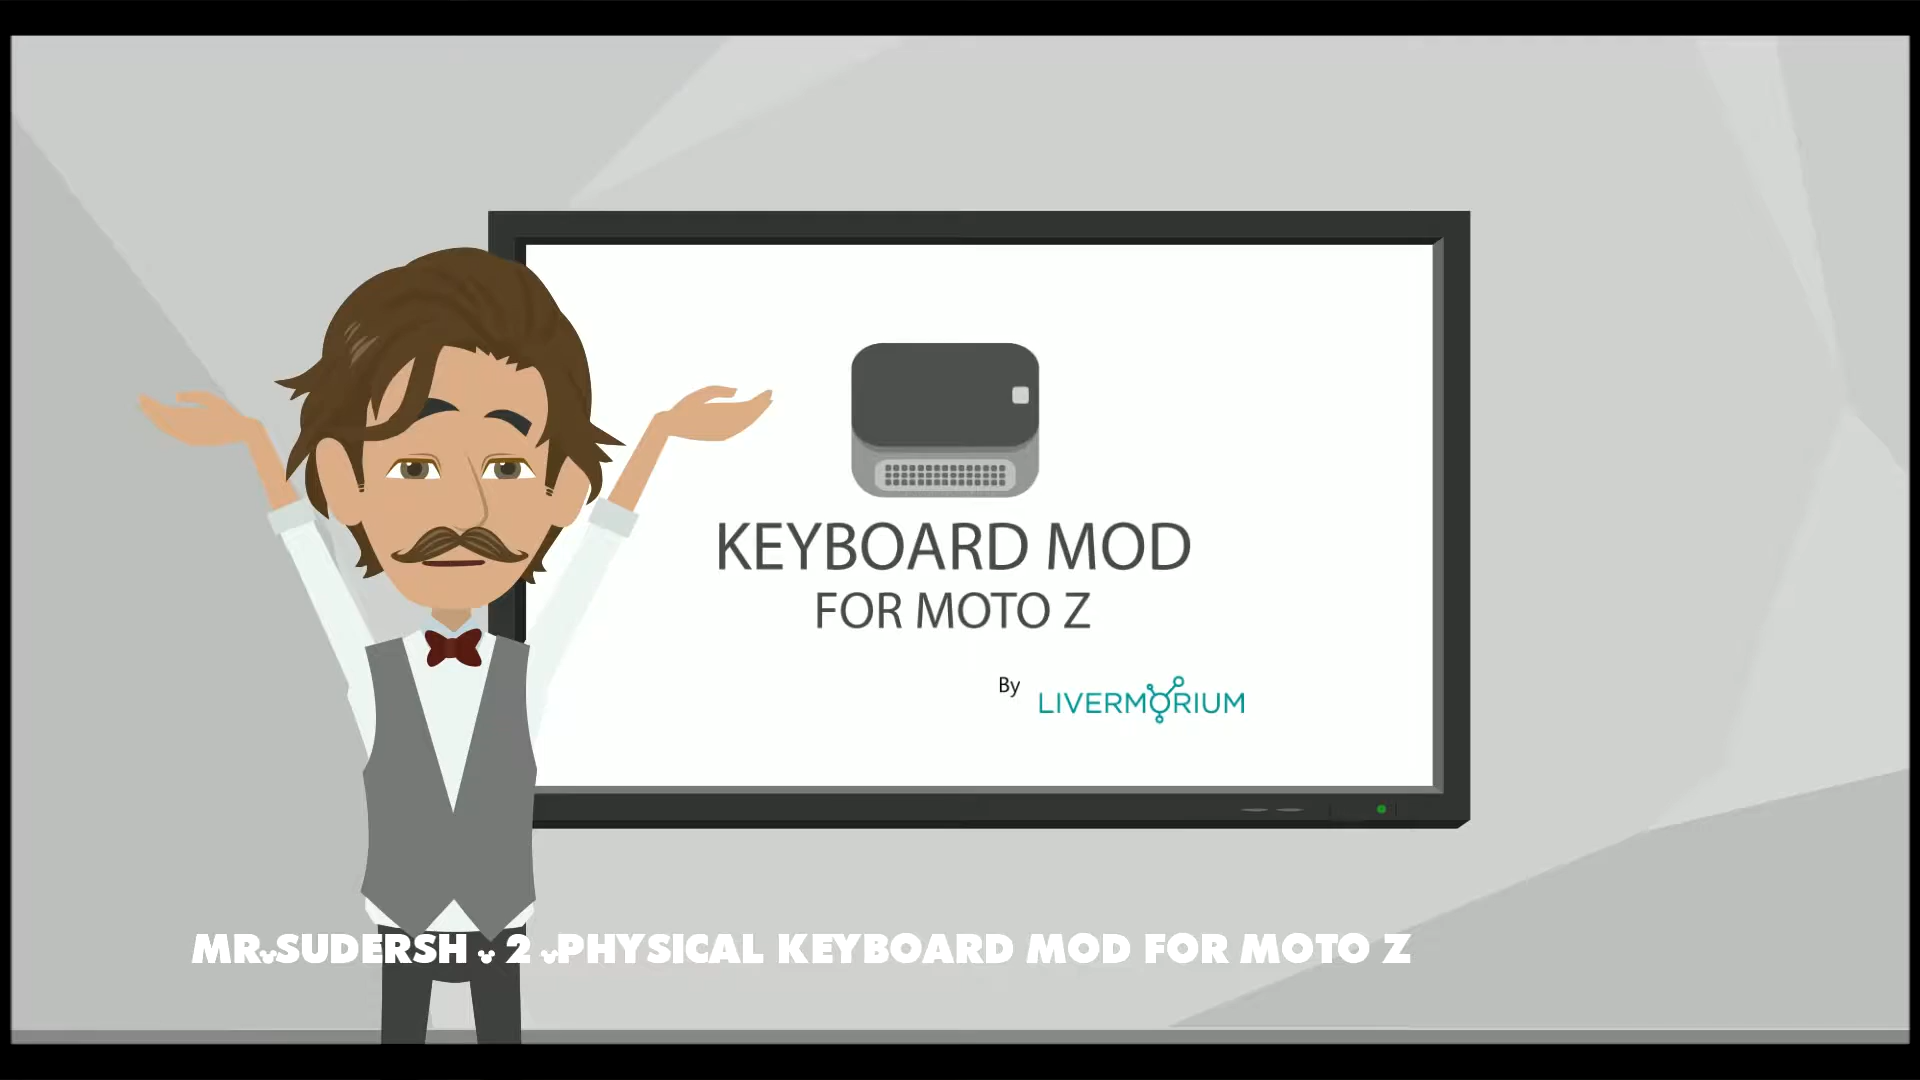 KEYBOARD MOD
FOR MOTO Z
By LIVERMORIUM
MR.SUDERSH . 2 .PHYSICAL KEYBOARD MOD FOR MOTO Z